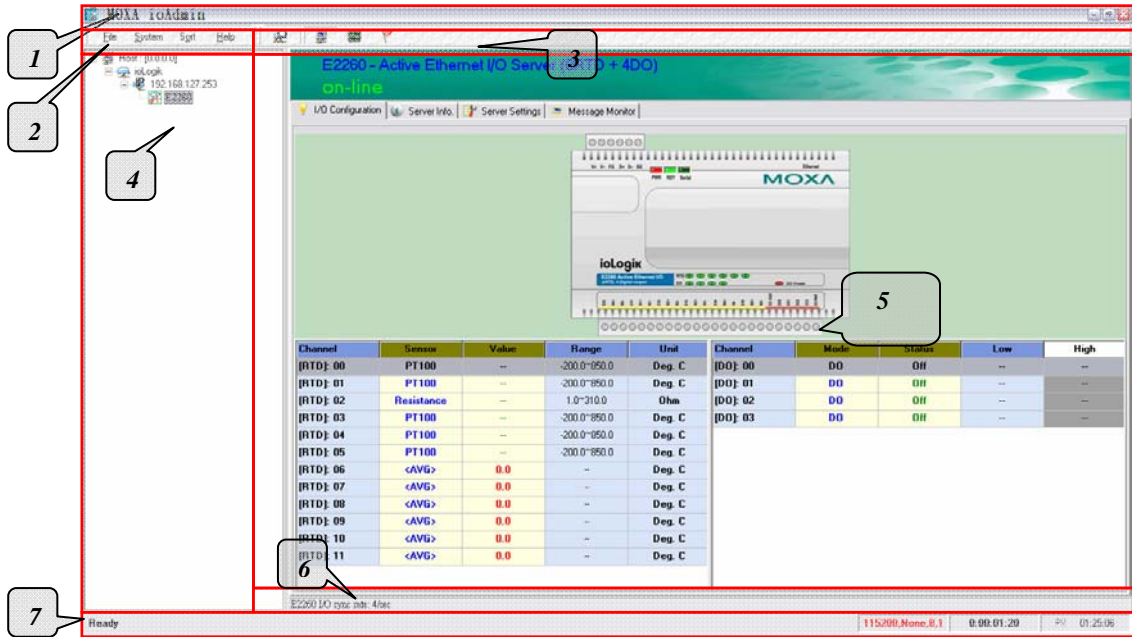 MOXA ioAdmin
1
File System Sort Help
3
Host : [0.0.0.0]
ioLogik
192.168.127.253
E2260
2
4
E2260 - Active Ethernet I/O Server + 4DO)
on-line
I/O Configuration Server Info. Server Settings Message Monitor
MOXA
ioLogik
5
Channel Sensor Value Range Unit Channel Mode Status Low High
[RTD]: 00 PT100 -- -200.0~850.0 Deg. C [DO]: 00 DO Off -- --
[RTD]: 01 PT100 -- -200.0~850.0 Deg. C [DO]: 01 DO Off -- --
[RTD]: 02 Resistance -- 1.0~310.0 Ohm [DO]: 02 DO Off -- --
[RTD]: 03 PT100 -- -200.0~850.0 Deg. C [DO]: 03 DO Off -- --
[RTD]: 04 PT100 -- -200.0~850.0 Deg. C
[RTD]: 05 PT100 -- -200.0~850.0 Deg. C
[RTD]: 06 <AVG> 0.0 -- Deg. C
[RTD]: 07 <AVG> 0.0 -- Deg. C
[RTD]: 08 <AVG> 0.0 -- Deg. C
[RTD]: 09 <AVG> 0.0 -- Deg. C
[RTD]: 10 <AVG> 0.0 -- Deg. C
[RTD]: 11 <AVG> 0.0 -- Deg. C
6
E2260 I/O sync rate: 4/sec
7
Ready 115200,None,8,1 0:00:01:20 01:25:06